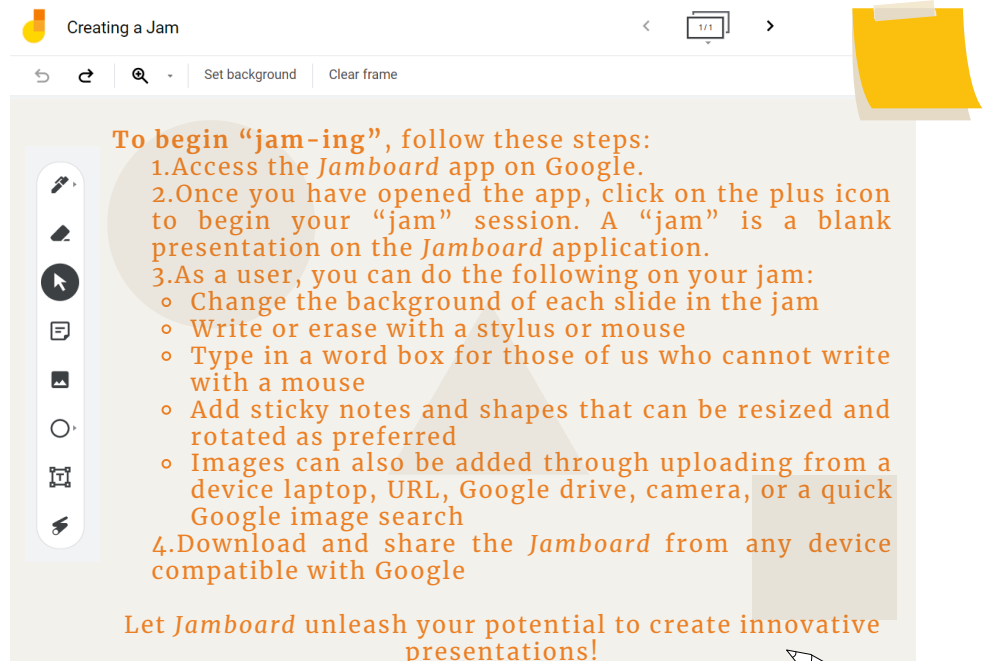 Creating a Jam
1/1
Set background
Clear frame
To begin “jam-ing”, follow these steps:
1.Access the Jamboard app on Google.
2.Once you have opened the app, click on the plus icon
to begin your “jam” session. A “jam” is a blank
presentation on the Jamboard application.
3.As a user, you can do the following on your jam:
Change the background of each slide in the jam
Write or erase with a stylus or mouse
Type in a word box for those of us who cannot write
with a mouse
Add sticky notes and shapes that can be resized and
rotated as preferred
Images can also be added through uploading from a
device laptop, URL, Google drive, camera, or a quick
Google image search
4.Download and share the Jamboard from any device
compatible with Google
Let Jamboard unleash your potential to create innovative
presentations!